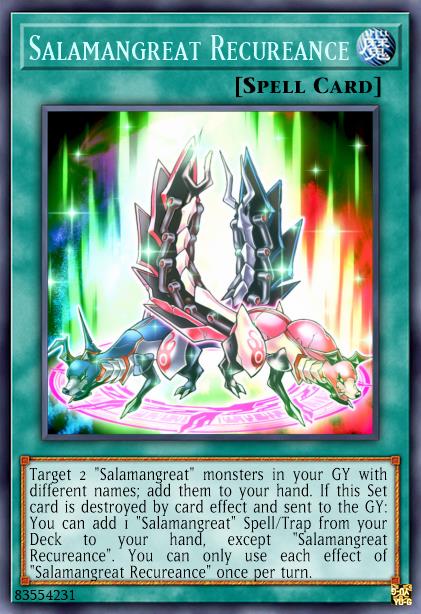 Salamangreat Recureance
魔
[Spell Card]
Target 2 "Salamangreat" monsters in your GY with
different names; add them to your hand. If this Set
card is destroyed by card effect and sent to the GY:
You can add 1 "Salamangreat" Spell/Trap from your
Deck to your hand, except "Salamangreat
Recureance". You can only use each effect of
"Salamangreat Recureance" once per turn.
83554231